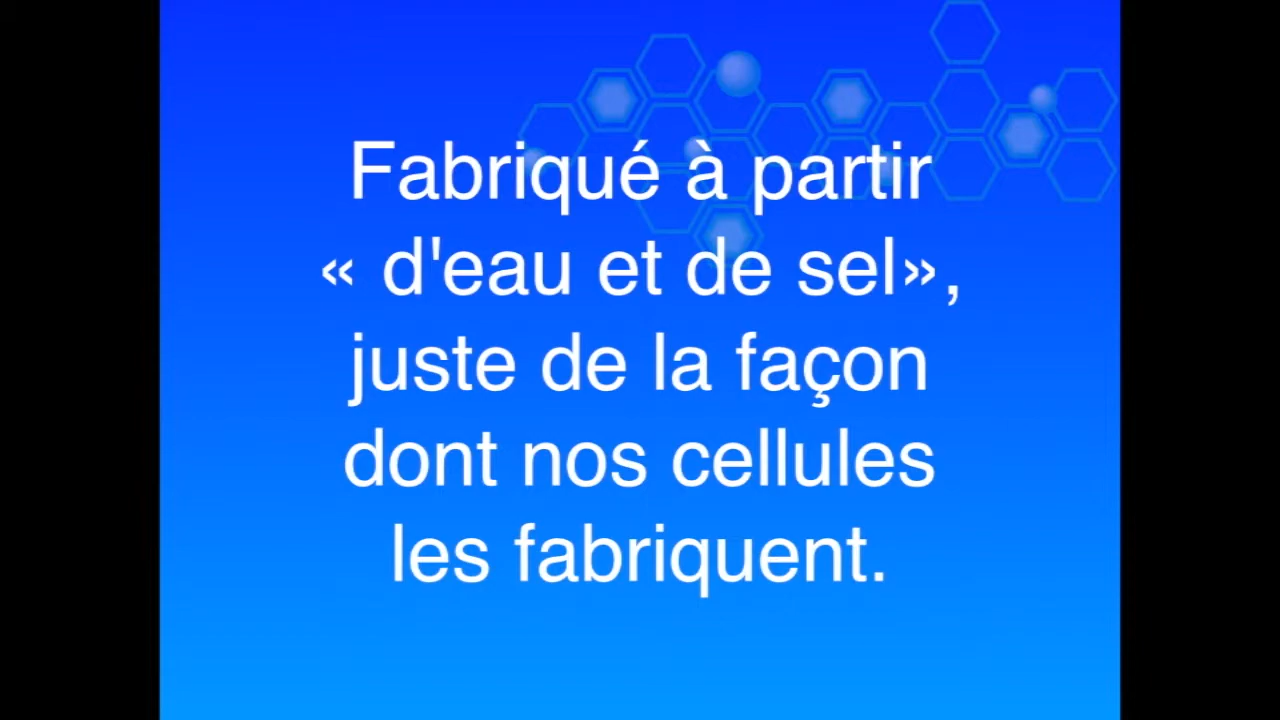 Fabriqué à partir
« d'eau et de sel»,
juste de la façon
dont nos cellules
les fabriquent.